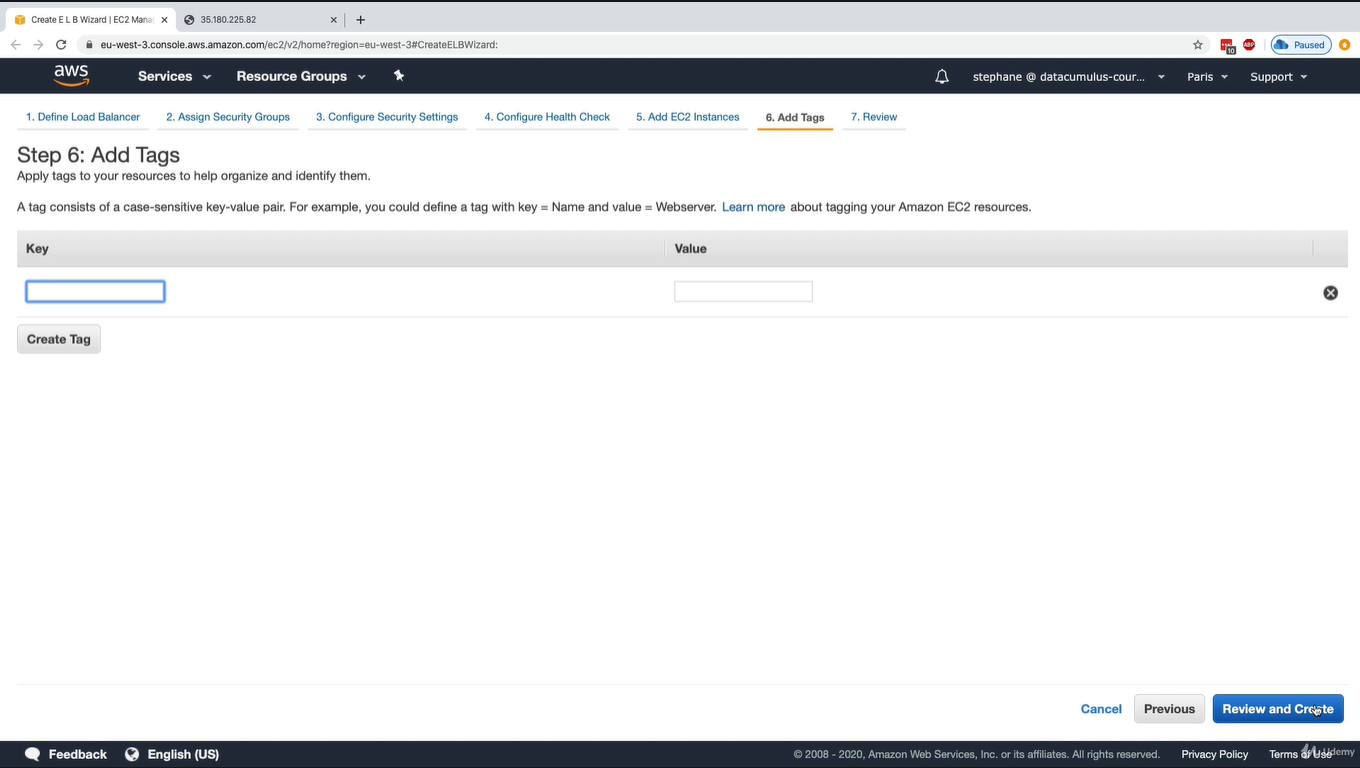 Create E L B Wizard | EC2 Mana
35.180.225.82
eu-west-3.console.aws.amazon.com/ec2/v2/home?region=eu-west-3#CreateELBWizard:
10
ABP
Paused
aws
Services
Resource Groups
stephane @ datacumulus-cour...
Paris
Support
1. Define Load Balancer
2. Assign Security Groups
3. Configure Security Settings
4. Configure Health Check
5. Add EC2 Instances
6. Add Tags
7. Review
Step 6: Add Tags
Apply tags to your resources to help organize and identify them.
A tag consists of a case-sensitive key-value pair. For example, you could define a tag with key = Name and value = Webserver. Learn more about tagging your Amazon EC2 resources.
Key
Value
Create Tag
Cancel
Previous
Review and Create
Feedback
English (US)
© 2008 - 2020, Amazon Web Services, Inc. or its affiliates. All rights reserved.
Privacy Policy
Terms of Use
Udemy